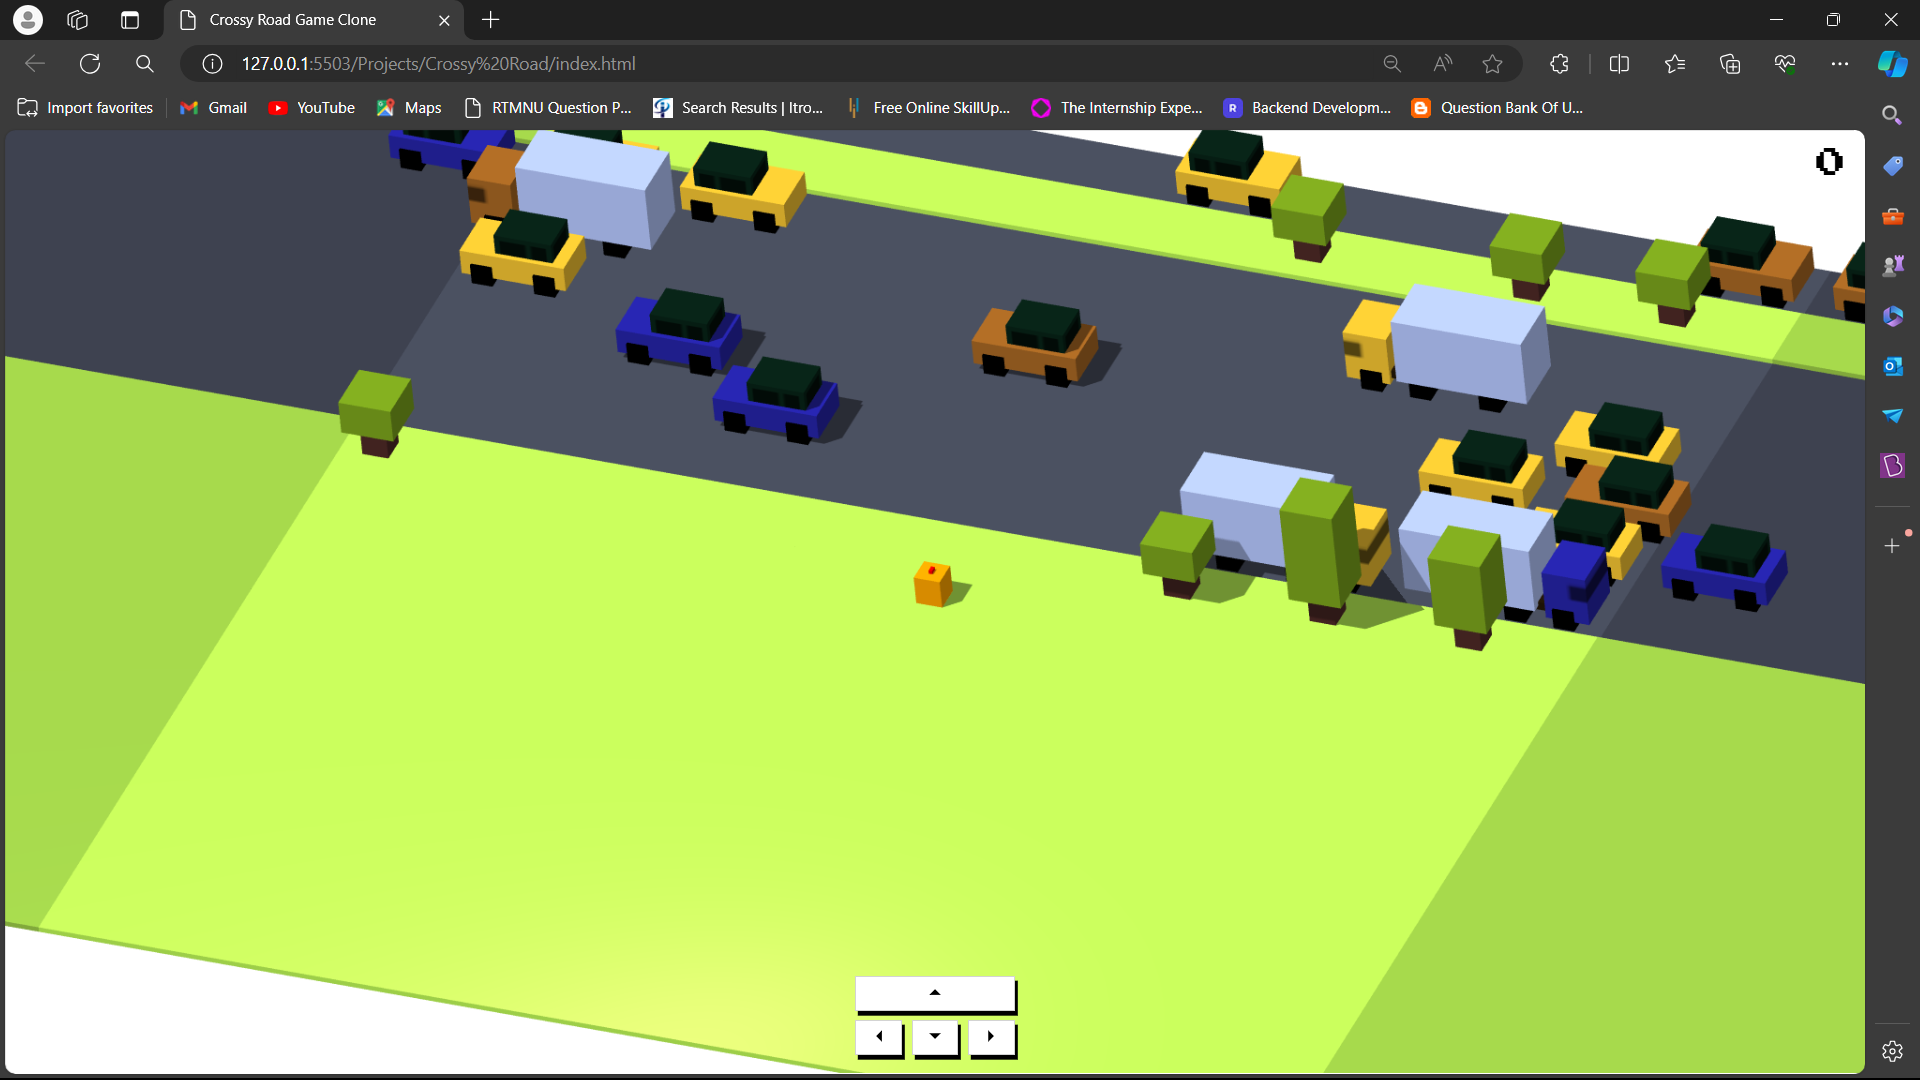 Crossy Road Game Clone
127.0.0.1:5503/Projects/Crossy%20Road/index.html
Import favorites
Gmail
YouTube
Maps
RTMNU Question P...
Search Results | Itro...
Free Online SkillUp...
The Internship Expe...
R
Backend Developm...
Question Bank Of U...
0